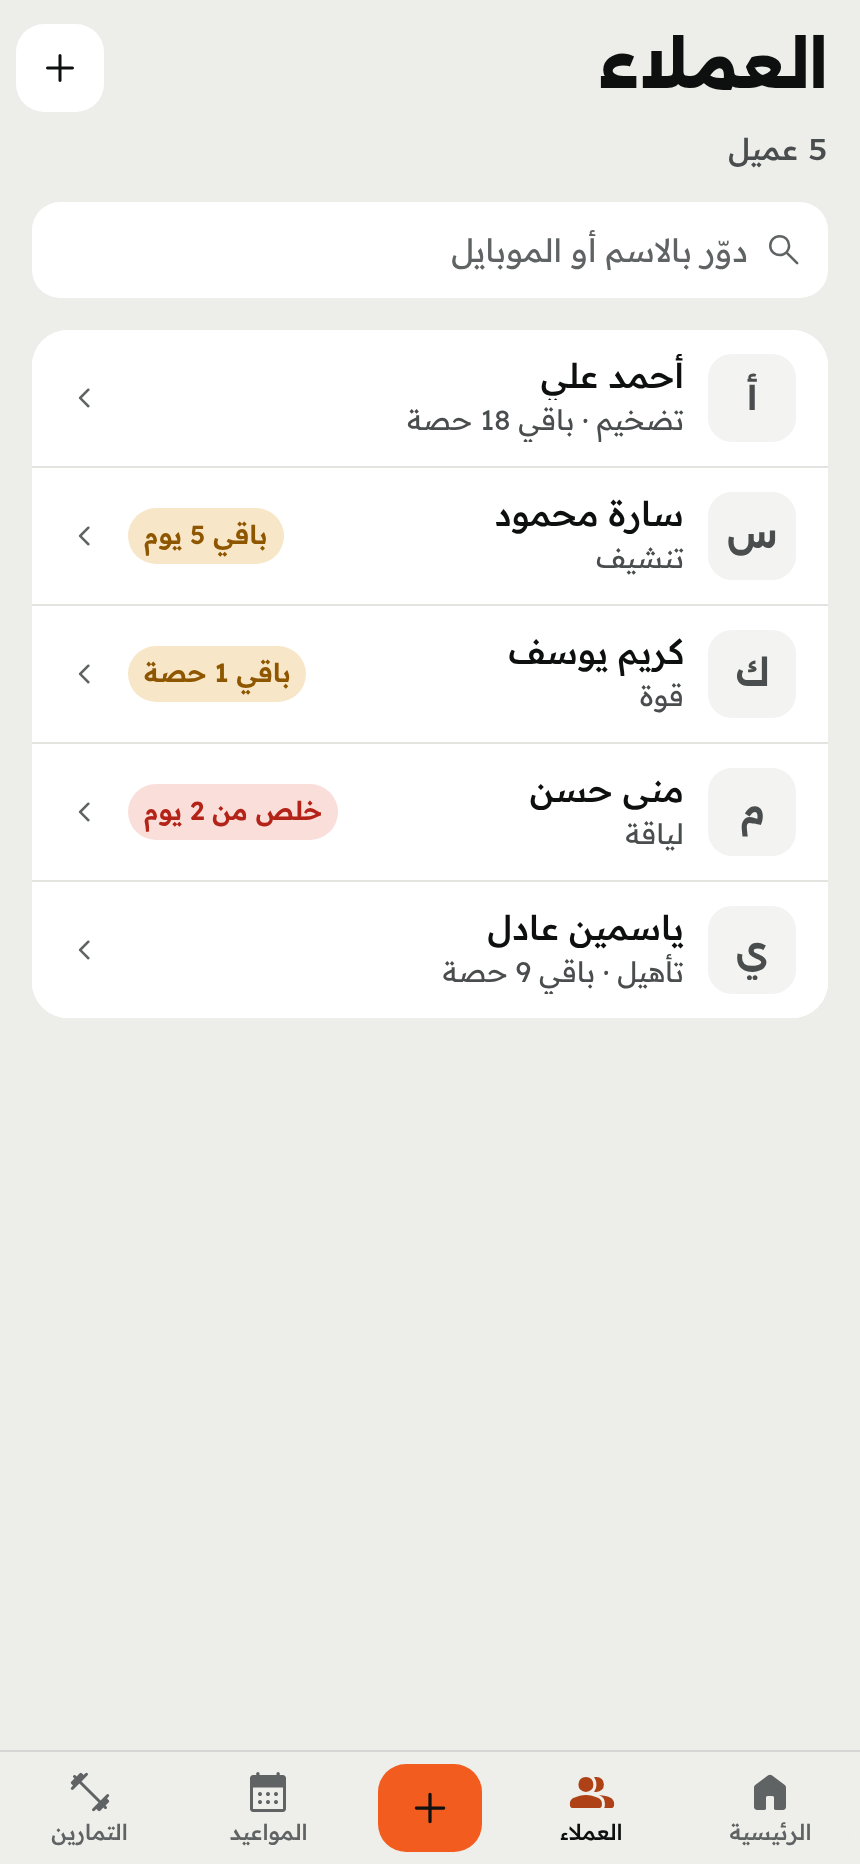 العملاء
5 عميل
دوّر بالاسم أو الموبايل
أ
أحمد علي
تضخيم · باقي 18 حصة
س
سارة محمود
تنشيف
باقي 5 يوم
ك
كريم يوسف
قوة
باقي 1 حصة
م
منى حسن
لياقة
خلص من 2 يوم
ي
ياسمين عادل
تأهيل · باقي 9 حصة
الرئيسية
العملاء
المواعيد
التمارين